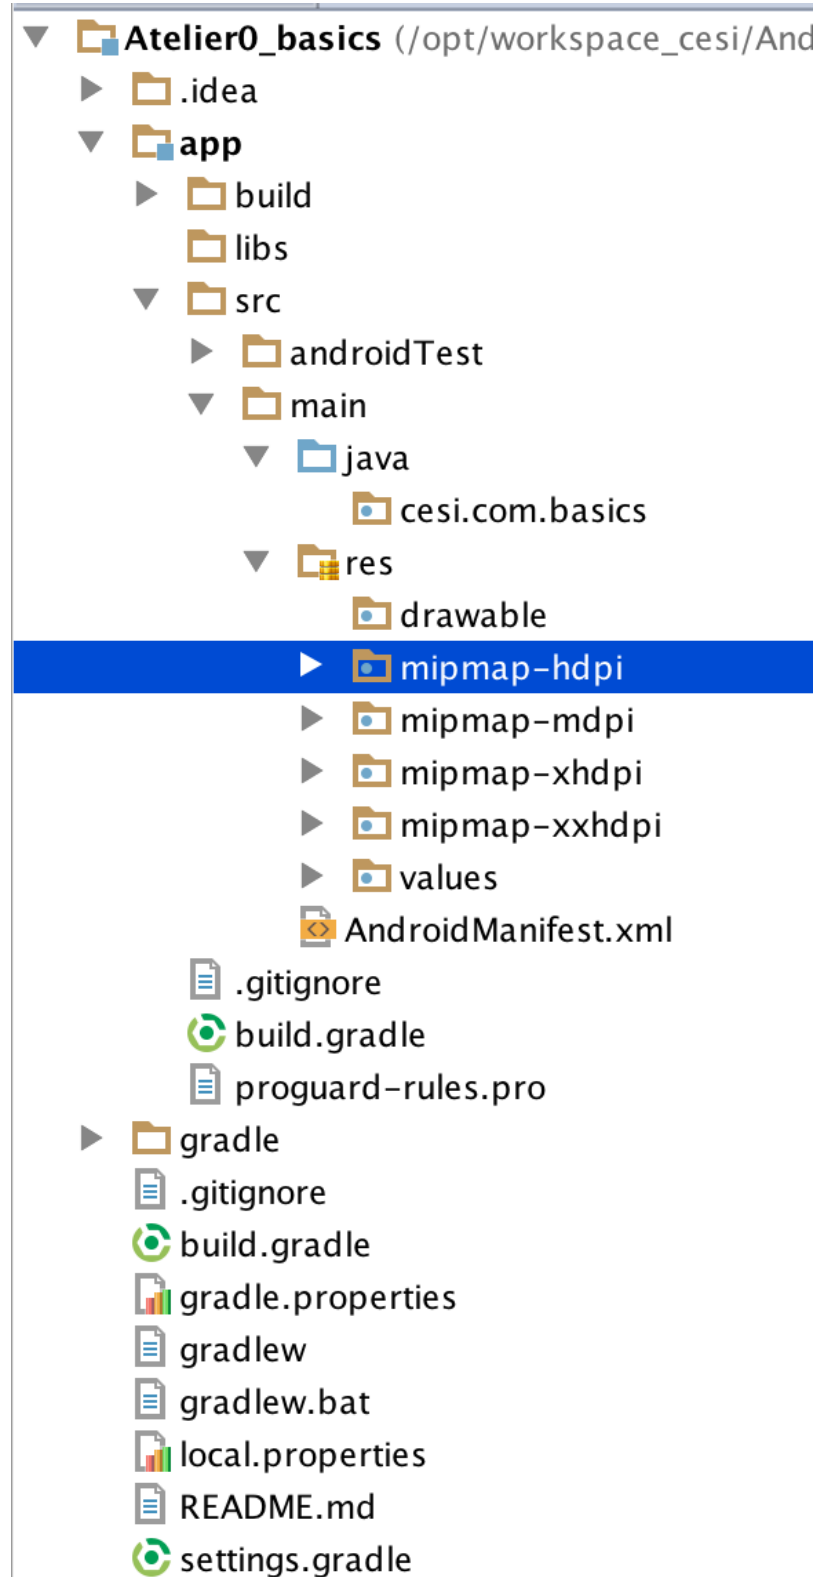 Atelier0_basics (/opt/workspace_cesi/And
.idea
app
build
libs
src
androidTest
main
java
cesi.com.basics
res
drawable
mipmap-hdpi
mipmap-mdpi
mipmap-xhdpi
mipmap-xxhdpi
values
AndroidManifest.xml
.gitignore
build.gradle
proguard-rules.pro
gradle
.gitignore
build.gradle
gradle.properties
gradlew
gradlew.bat
local.properties
README.md
settings.gradle